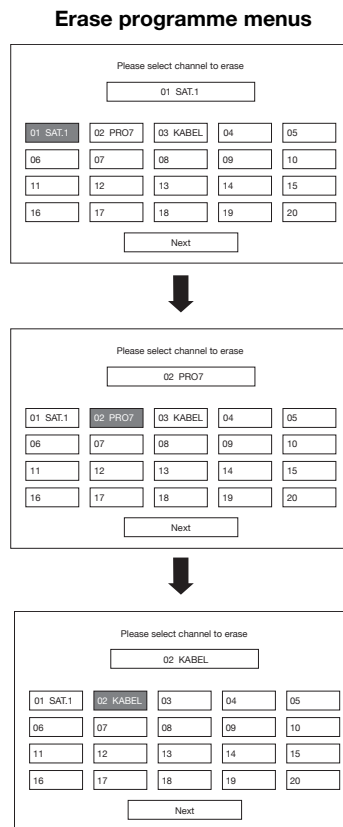 Erase programme menus
Please select channel to erase
01 SAT.1
01 SAT.1 02 PRO7 03 KABEL 04 05
06 07 08 09 10
11 12 13 14 15
16 17 18 19 20
Next
Please select channel to erase
02 PRO7
01 SAT.1 02 PRO7 03 KABEL 04 05
06 07 08 09 10
11 12 13 14 15
16 17 18 19 20
Next
Please select channel to erase
02 KABEL
01 SAT.1 02 KABEL 03 04 05
06 07 08 09 10
11 12 13 14 15
16 17 18 19 20
Next